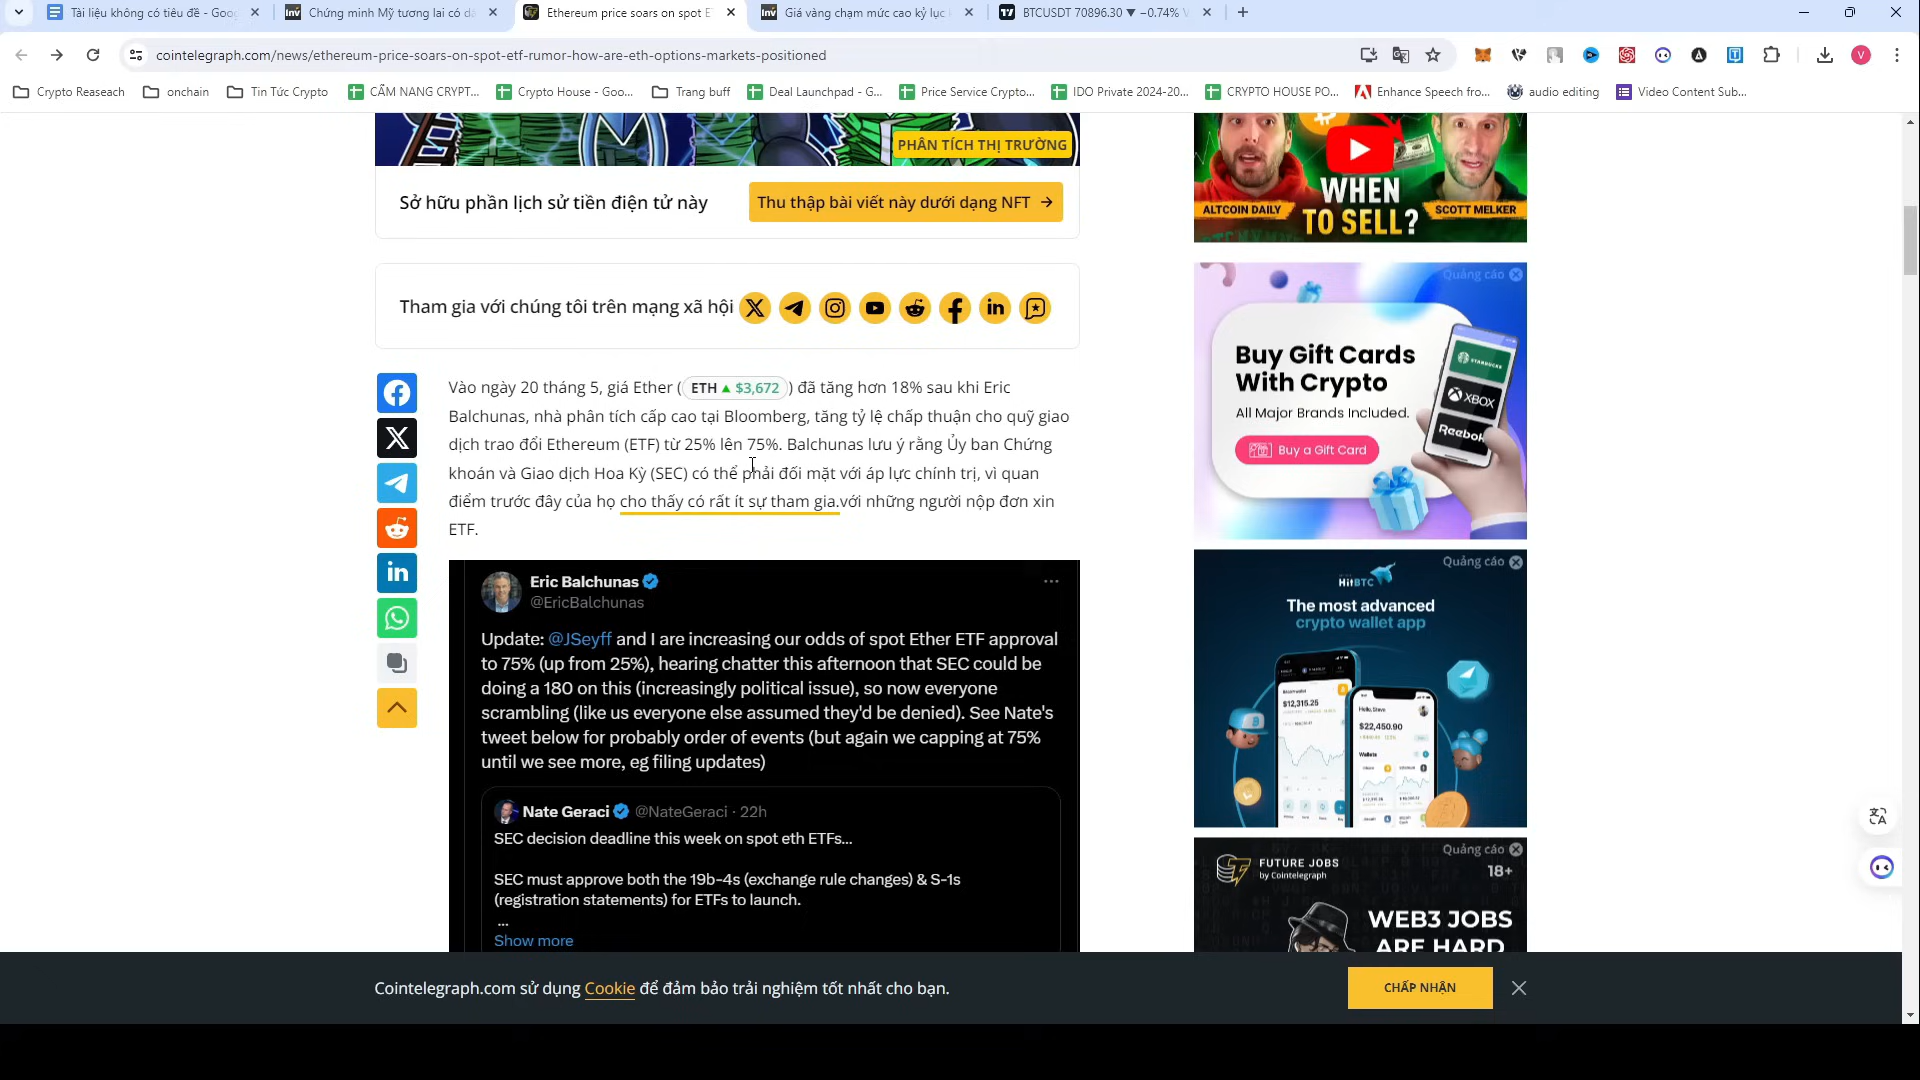 Tài liệu không có tiêu đề - Goog
Chứng minh Mỹ tương lai có dấ
Ethereum price soars on spot ET
Giá vàng chạm mức cao kỷ lục k
BTCUSDT 70896.30 ▼ −0.74% V
cointelegraph.com/news/ethereum-price-soars-on-spot-etf-rumor-how-are-eth-options-markets-positioned
Crypto Reaseach
onchain
Tin Tức Crypto
CẨM NANG CRYPT...
Crypto House - Goo...
Trang buff
Deal Launchpad - G...
Price Service Crypto...
IDO Private 2024-20...
CRYPTO HOUSE PO...
Enhance Speech fro...
audio editing
Video Content Sub...
PHÂN TÍCH THỊ TRƯỜNG
Sở hữu phần lịch sử tiền điện tử này
Thu thập bài viết này dưới dạng NFT →
Tham gia với chúng tôi trên mạng xã hội
Vào ngày 20 tháng 5, giá Ether ( ETH ▲ $3,672 ) đã tăng hơn 18% sau khi Eric
Balchunas, nhà phân tích cấp cao tại Bloomberg, tăng tỷ lệ chấp thuận cho quỹ giao
dịch trao đổi Ethereum (ETF) từ 25% lên 75%. Balchunas lưu ý rằng Ủy ban Chứng
khoán và Giao dịch Hoa Kỳ (SEC) có thể phải đối mặt với áp lực chính trị, vì quan
điểm trước đây của họ cho thấy có rất ít sự tham gia.với những người nộp đơn xin
ETF.
Eric Balchunas
@EricBalchunas
Update: @JSeyff and I are increasing our odds of spot Ether ETF approval
to 75% (up from 25%), hearing chatter this afternoon that SEC could be
doing a 180 on this (increasingly political issue), so now everyone
scrambling (like us everyone else assumed they'd be denied). See Nate's
tweet below for probably order of events (but again we capping at 75%
until we see more, eg filing updates)
Nate Geraci @NateGeraci · 22h
SEC decision deadline this week on spot eth ETFs...
SEC must approve both the 19b-4s (exchange rule changes) & S-1s
(registration statements) for ETFs to launch.
...
Show more
WHEN
TO SELL?
ALTCOIN DAILY
SCOTT MELKER
Quảng cáo
Buy Gift Cards
With Crypto
All Major Brands Included.
Buy a Gift Card
STARBUCKS
XBOX
Reebok
Quảng cáo
HitBTC
The most advanced
crypto wallet app
$12,315.25
$22,450.90
Quảng cáo
FUTURE JOBS
by Cointelegraph
18+
WEB3 JOBS
ARE HARD
Cointelegraph.com sử dụng Cookie để đảm bảo trải nghiệm tốt nhất cho bạn.
CHẤP NHẬN